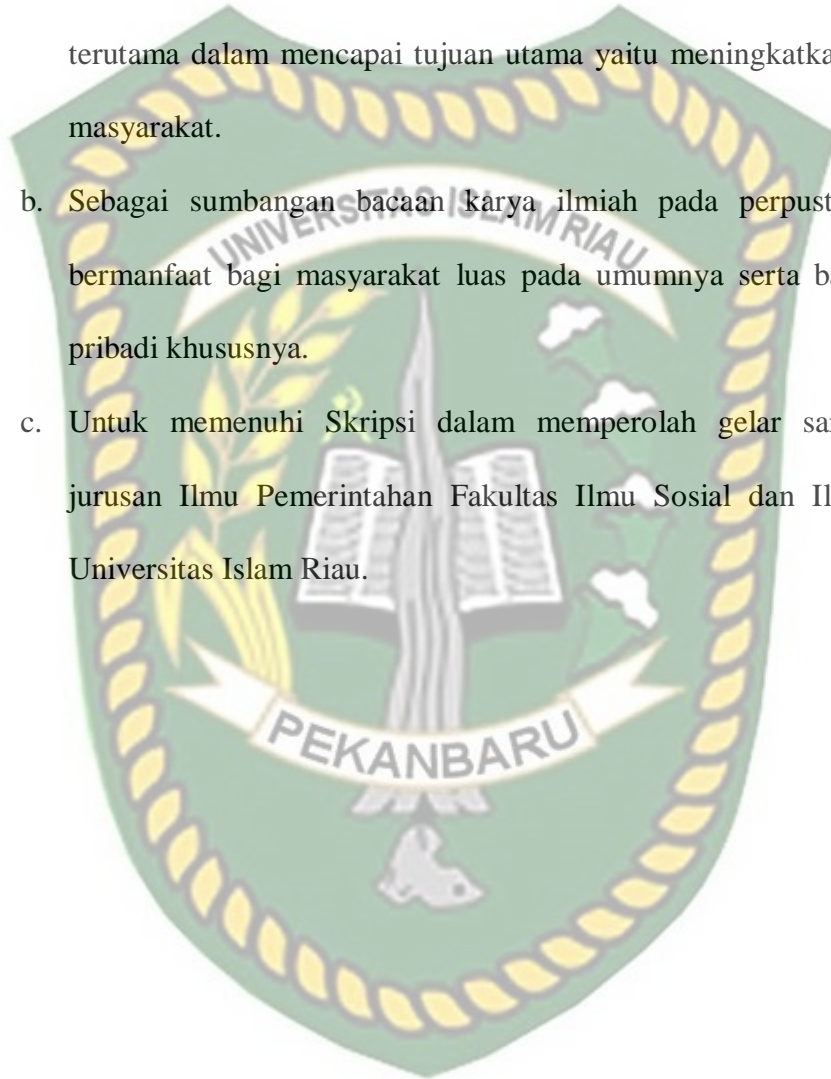 terutama dalam mencapai tujuan utama yaitu meningkatka
masyarakat.
b. Sebagai sumbangan bacaan karya ilmiah pada perpust
UNIVERSITAS ISLAM RIAU
bermanfaat bagi masyarakat luas pada umumnya serta ba
pribadi khususnya.
c. Untuk memenuhi Skripsi dalam memperolah gelar sar
jurusan Ilmu Pemerintahan Fakultas Ilmu Sosial dan Il
Universitas Islam Riau.
PEKANBARU